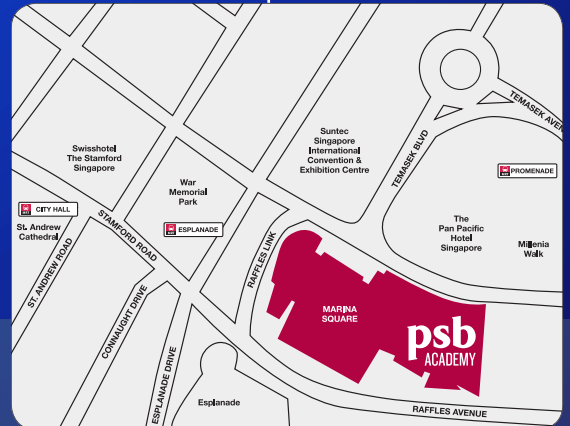 TEMASEK AVEN
Suntec
Singapore
International
Convention &
Exhibition Centre
TEMASEK BLVD
Swisshotel
The Stamford
Singapore
PROMENADE
War
Memorial
Park
CITY HALL
ESPLANADE
St. Andrew
Cathedral
STAMFORD ROAD
The
Pan Pacific
Hotel
Singapore
Millenia
Walk
ST. ANDREW ROAD
RAFFLES LINK
CONNAUGHT DRIVE
MARINA
SQUARE
psb
ACADEMY
ESPLANADE DRIVE
Esplanade
RAFFLES AVENUE